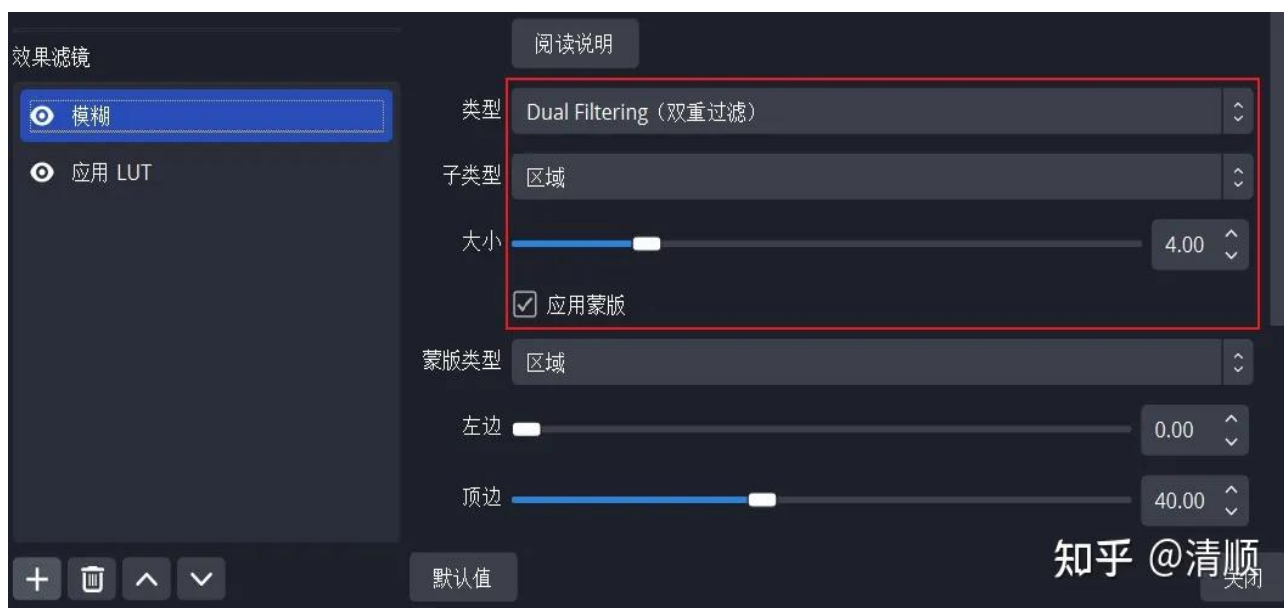 阅读说明
效果滤镜
模糊
应用 LUT
类型 Dual Filtering（双重过滤）
子类型 区域
大小 4.00
应用蒙版
蒙版类型 区域
左边 0.00
顶边 40.00
默认值
关闭
知乎 @清顺